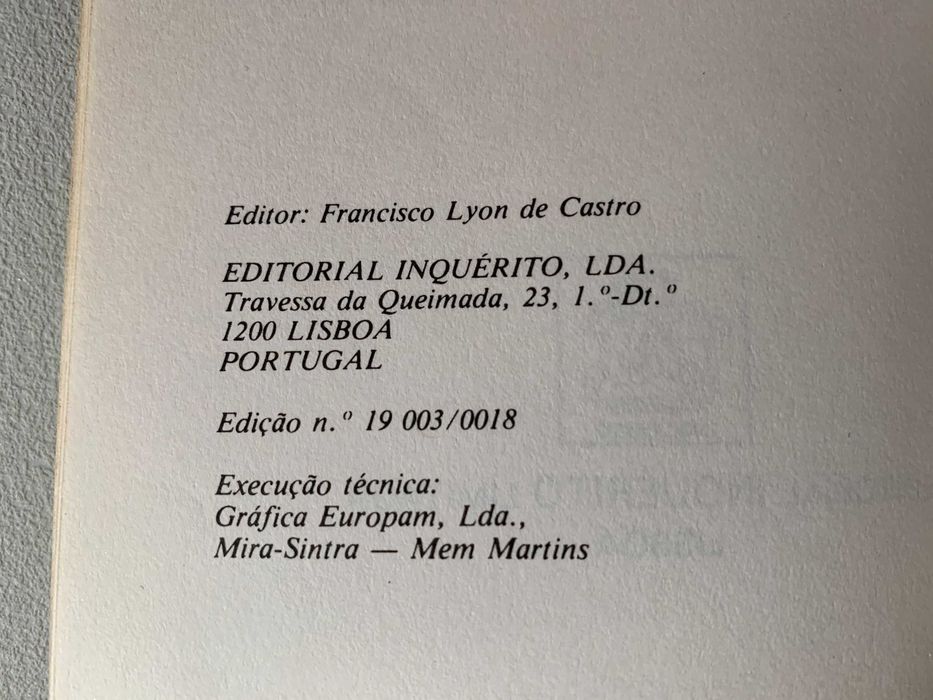 Editor: Francisco Lyon de Castro
EDITORIAL INQUÉRITO, LDA.
Travessa da Queimada, 23, 1.º-Dt.º
1200 LISBOA
PORTUGAL
Edição n.º 19 003/0018
Execução técnica:
Gráfica Europam, Lda.,
Mira-Sintra — Mem Martins